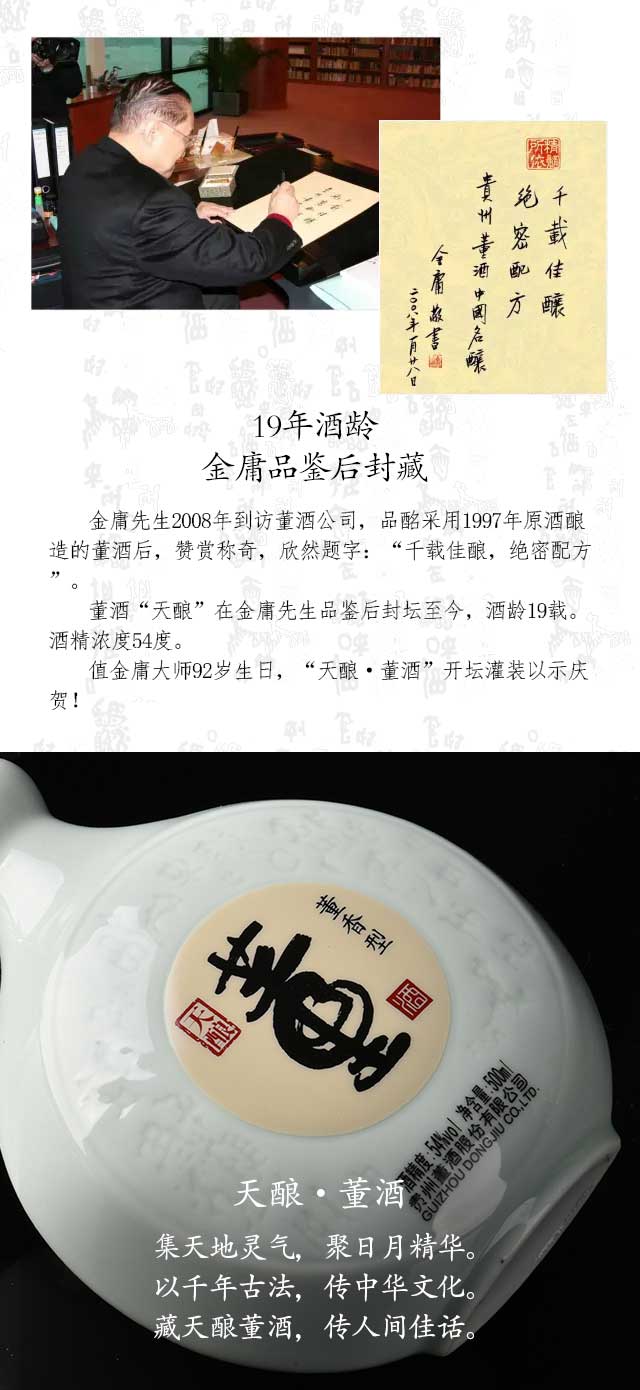 千载佳釀
绝密配方
貴州董酒中國名釀
金庸敬書
二〇〇八年一月廿八日
19年酒龄
金庸品鉴后封藏
金庸先生2008年到访董酒公司，品酩采用1997年原酒酿
造的董酒后，赞赏称奇，欣然题字：“千载佳酿，绝密配方
”。
董酒“天酿”在金庸先生品鉴后封坛至今，酒龄19载。
酒精浓度54度。
值金庸大师92岁生日，“天酿·董酒”开坛灌装以示庆
贺！
董香型
董
酒
天酿
酒精度：54%vol 净含量：500ml
贵州董酒股份有限公司
GUIZHOU DONGJIU CO.,LTD.
天酿·董酒
集天地灵气，聚日月精华。
以千年古法，传中华文化。
藏天酿董酒，传人间佳话。